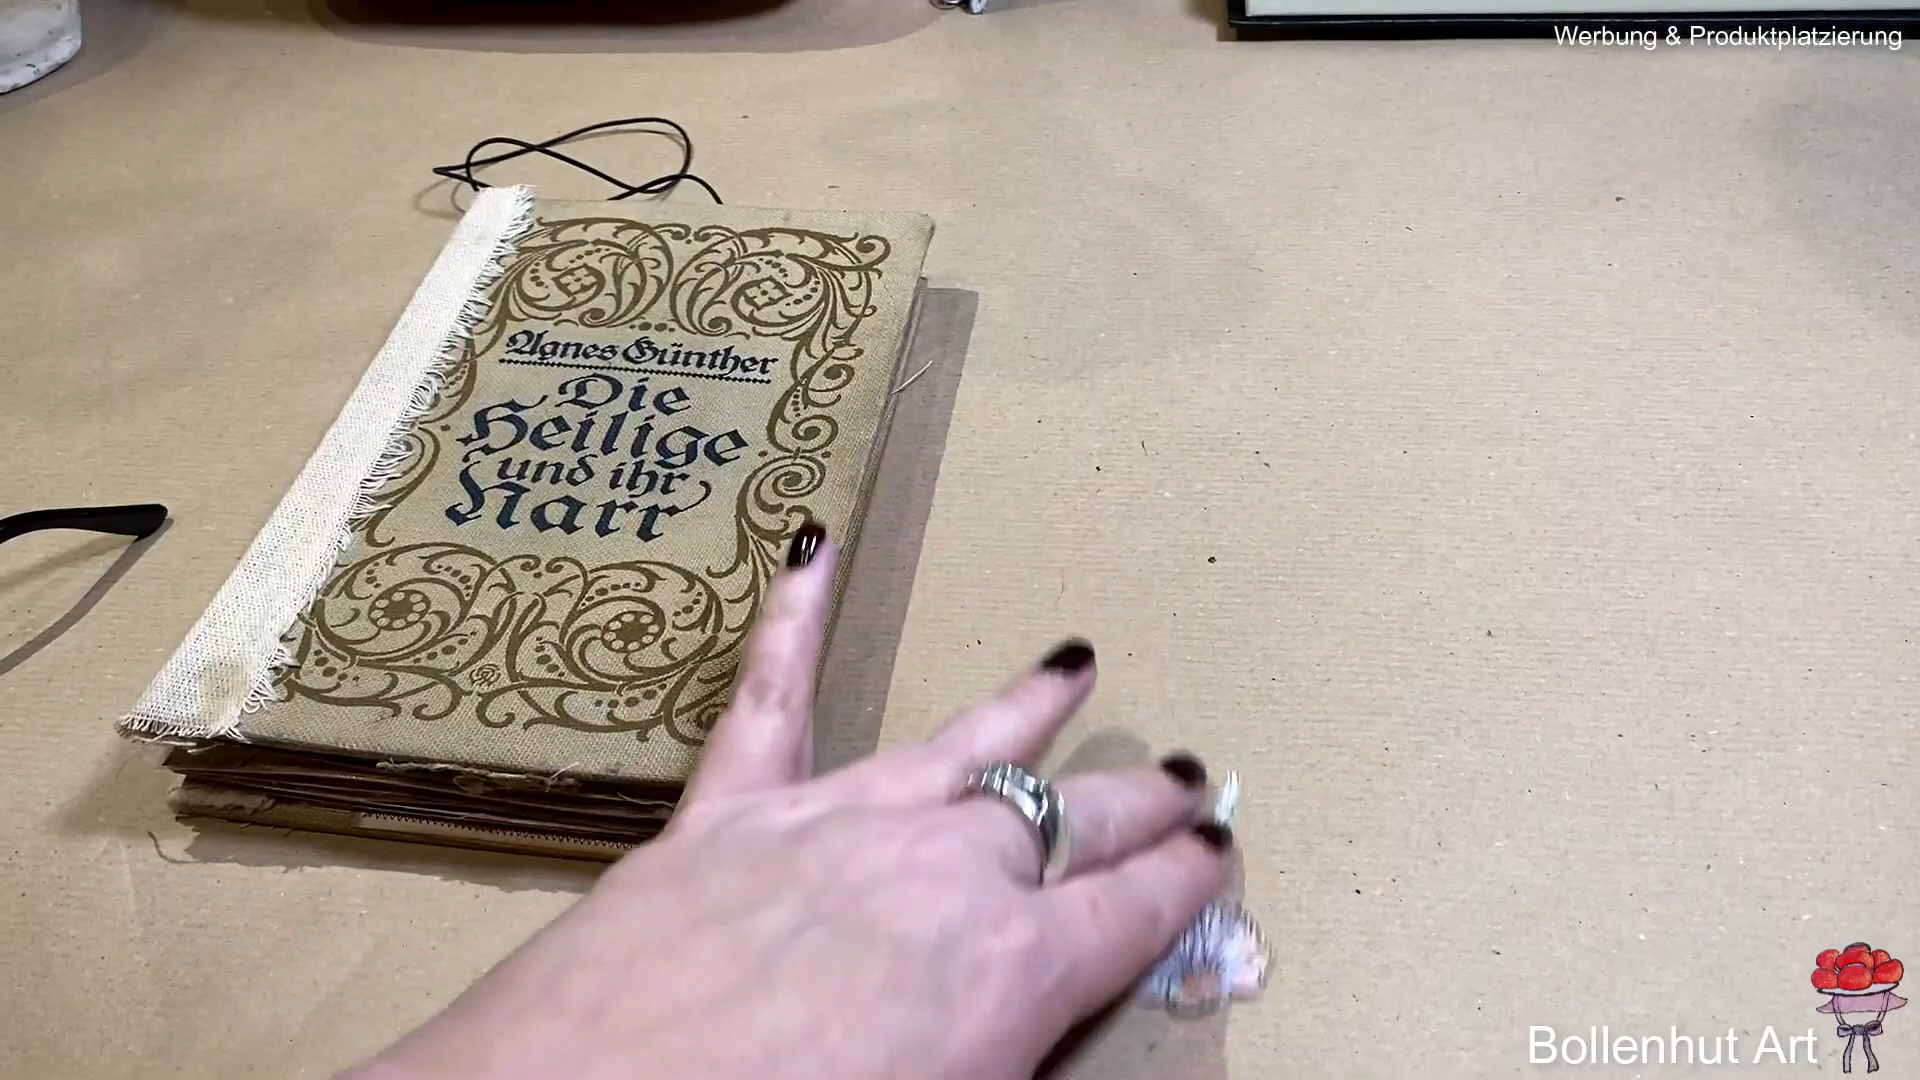 Werbung & Produktplatzierung
Agnes Günther
Die
Heilige
und ihr
Narr
Bollenhut Art